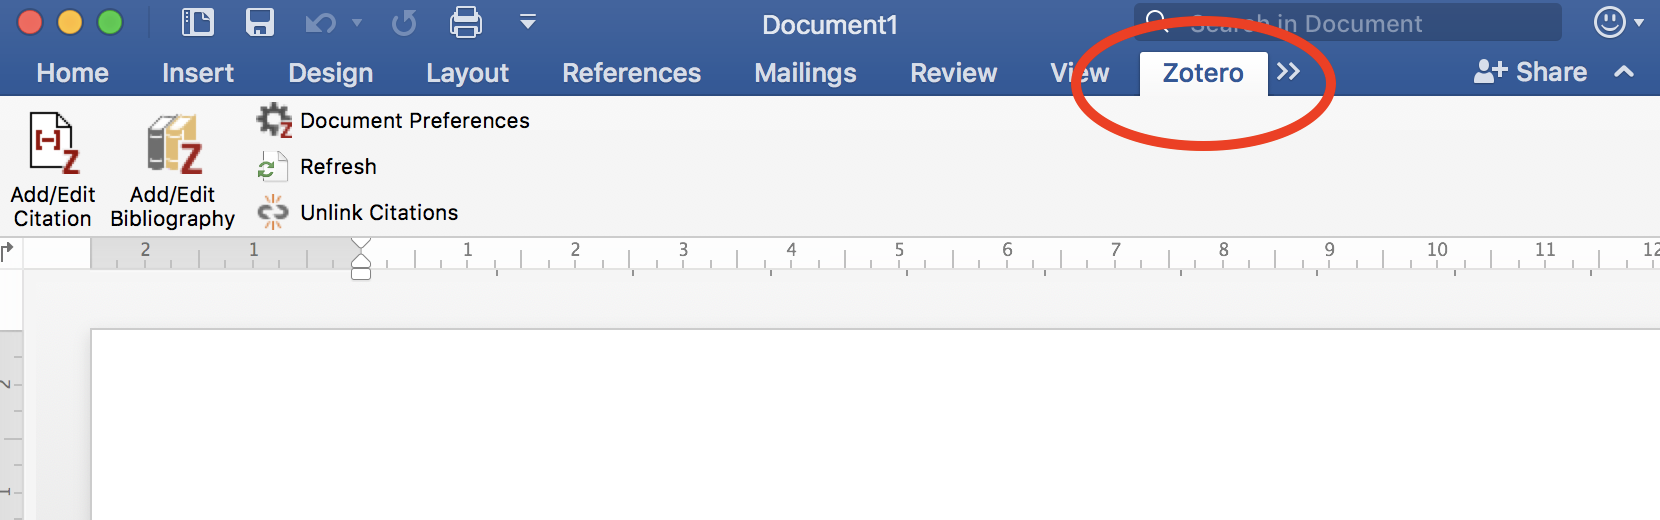 Document1
Search in Document
Home Insert Design Layout References Mailings Review View Zotero >> Share
Add/Edit Citation
Add/Edit Bibliography
Document Preferences
Refresh
Unlink Citations
2 1 1 2 3 4 5 6 7 8 9 10 11 12
2
1